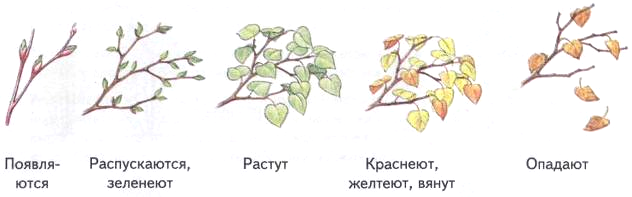 Появля-
ются
Распускаются,
зеленеют
Растут
Краснеют,
желтеют, вянут
Опадают